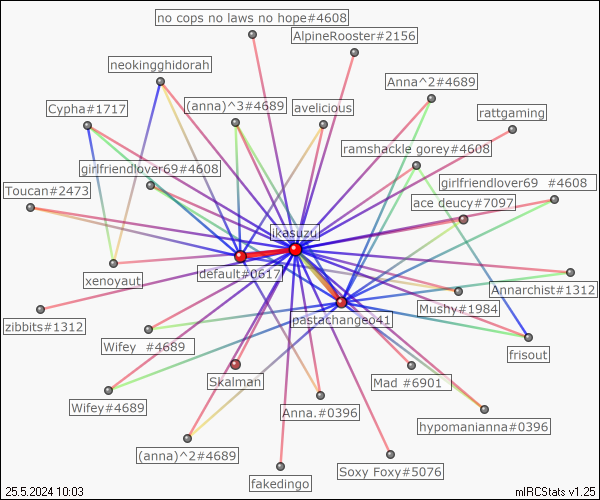 no cops no laws no hope#4608
AlpineRooster#2156
neokingghidorah
Anna^2#4689
Cypha#1717
(anna)^3#4689
avelicious
rattgaming
ramshackle gorey#4608
girlfriendlover69#4608
girlfriendlover69 #4608
Toucan#2473
ace deucy#7097
ikasuzu
default#0617
xenoyaut
Annarchist#1312
Mushy#1984
pastachangeo41
zibbits#1312
Wifey #4689
frisout
Skalman
Mad #6901
Wifey#4689
Anna.#0396
hypomanianna#0396
(anna)^2#4689
Soxy Foxy#5076
fakedingo
25.5.2024 10:03
mIRCStats v1.25